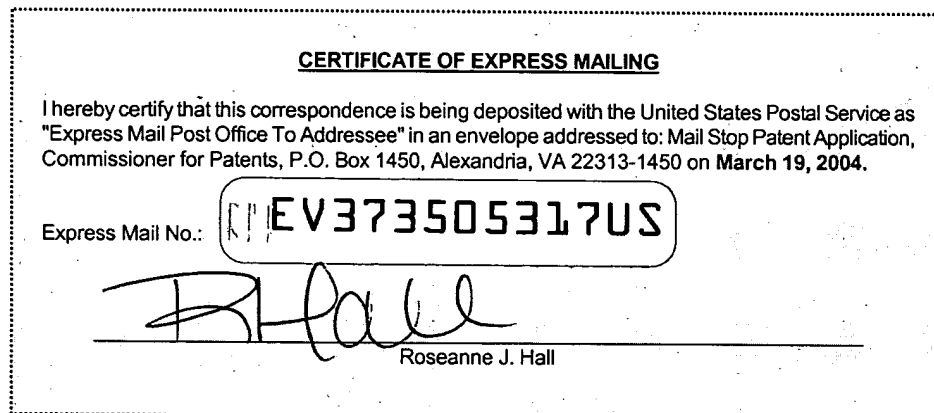 CERTIFICATE OF EXPRESS MAILING
I hereby certify that this correspondence is being deposited with the United States Postal Service as
"Express Mail Post Office To Addressee" in an envelope addressed to: Mail Stop Patent Application,
Commissioner for Patents, P.O. Box 1450, Alexandria, VA 22313-1450 on March 19, 2004.
Express Mail No.: EV373505317US
RHall
Roseanne J. Hall